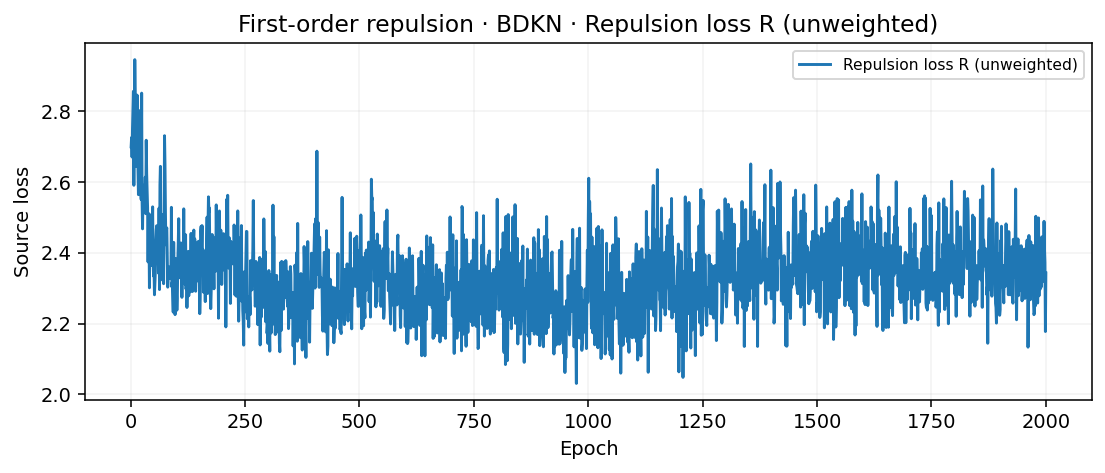 First-order repulsion · BDKN · Repulsion loss R (unweighted)
Repulsion loss R (unweighted)
Source loss
2.8
2.6
2.4
2.2
2.0
0 250 500 750 1000 1250 1500 1750 2000
Epoch